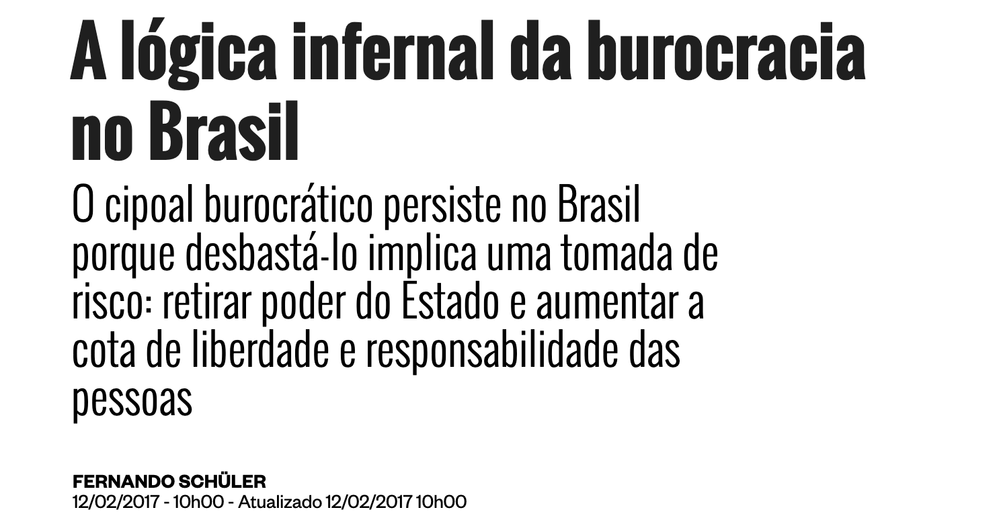 A lógica infernal da burocracia
no Brasil
O cipoal burocrático persiste no Brasil
porque desbastá-lo implica uma tomada de
risco: retirar poder do Estado e aumentar a
cota de liberdade e responsabilidade das
pessoas
FERNANDO SCHÜLER
12/02/2017 - 10h00 - Atualizado 12/02/2017 10h00